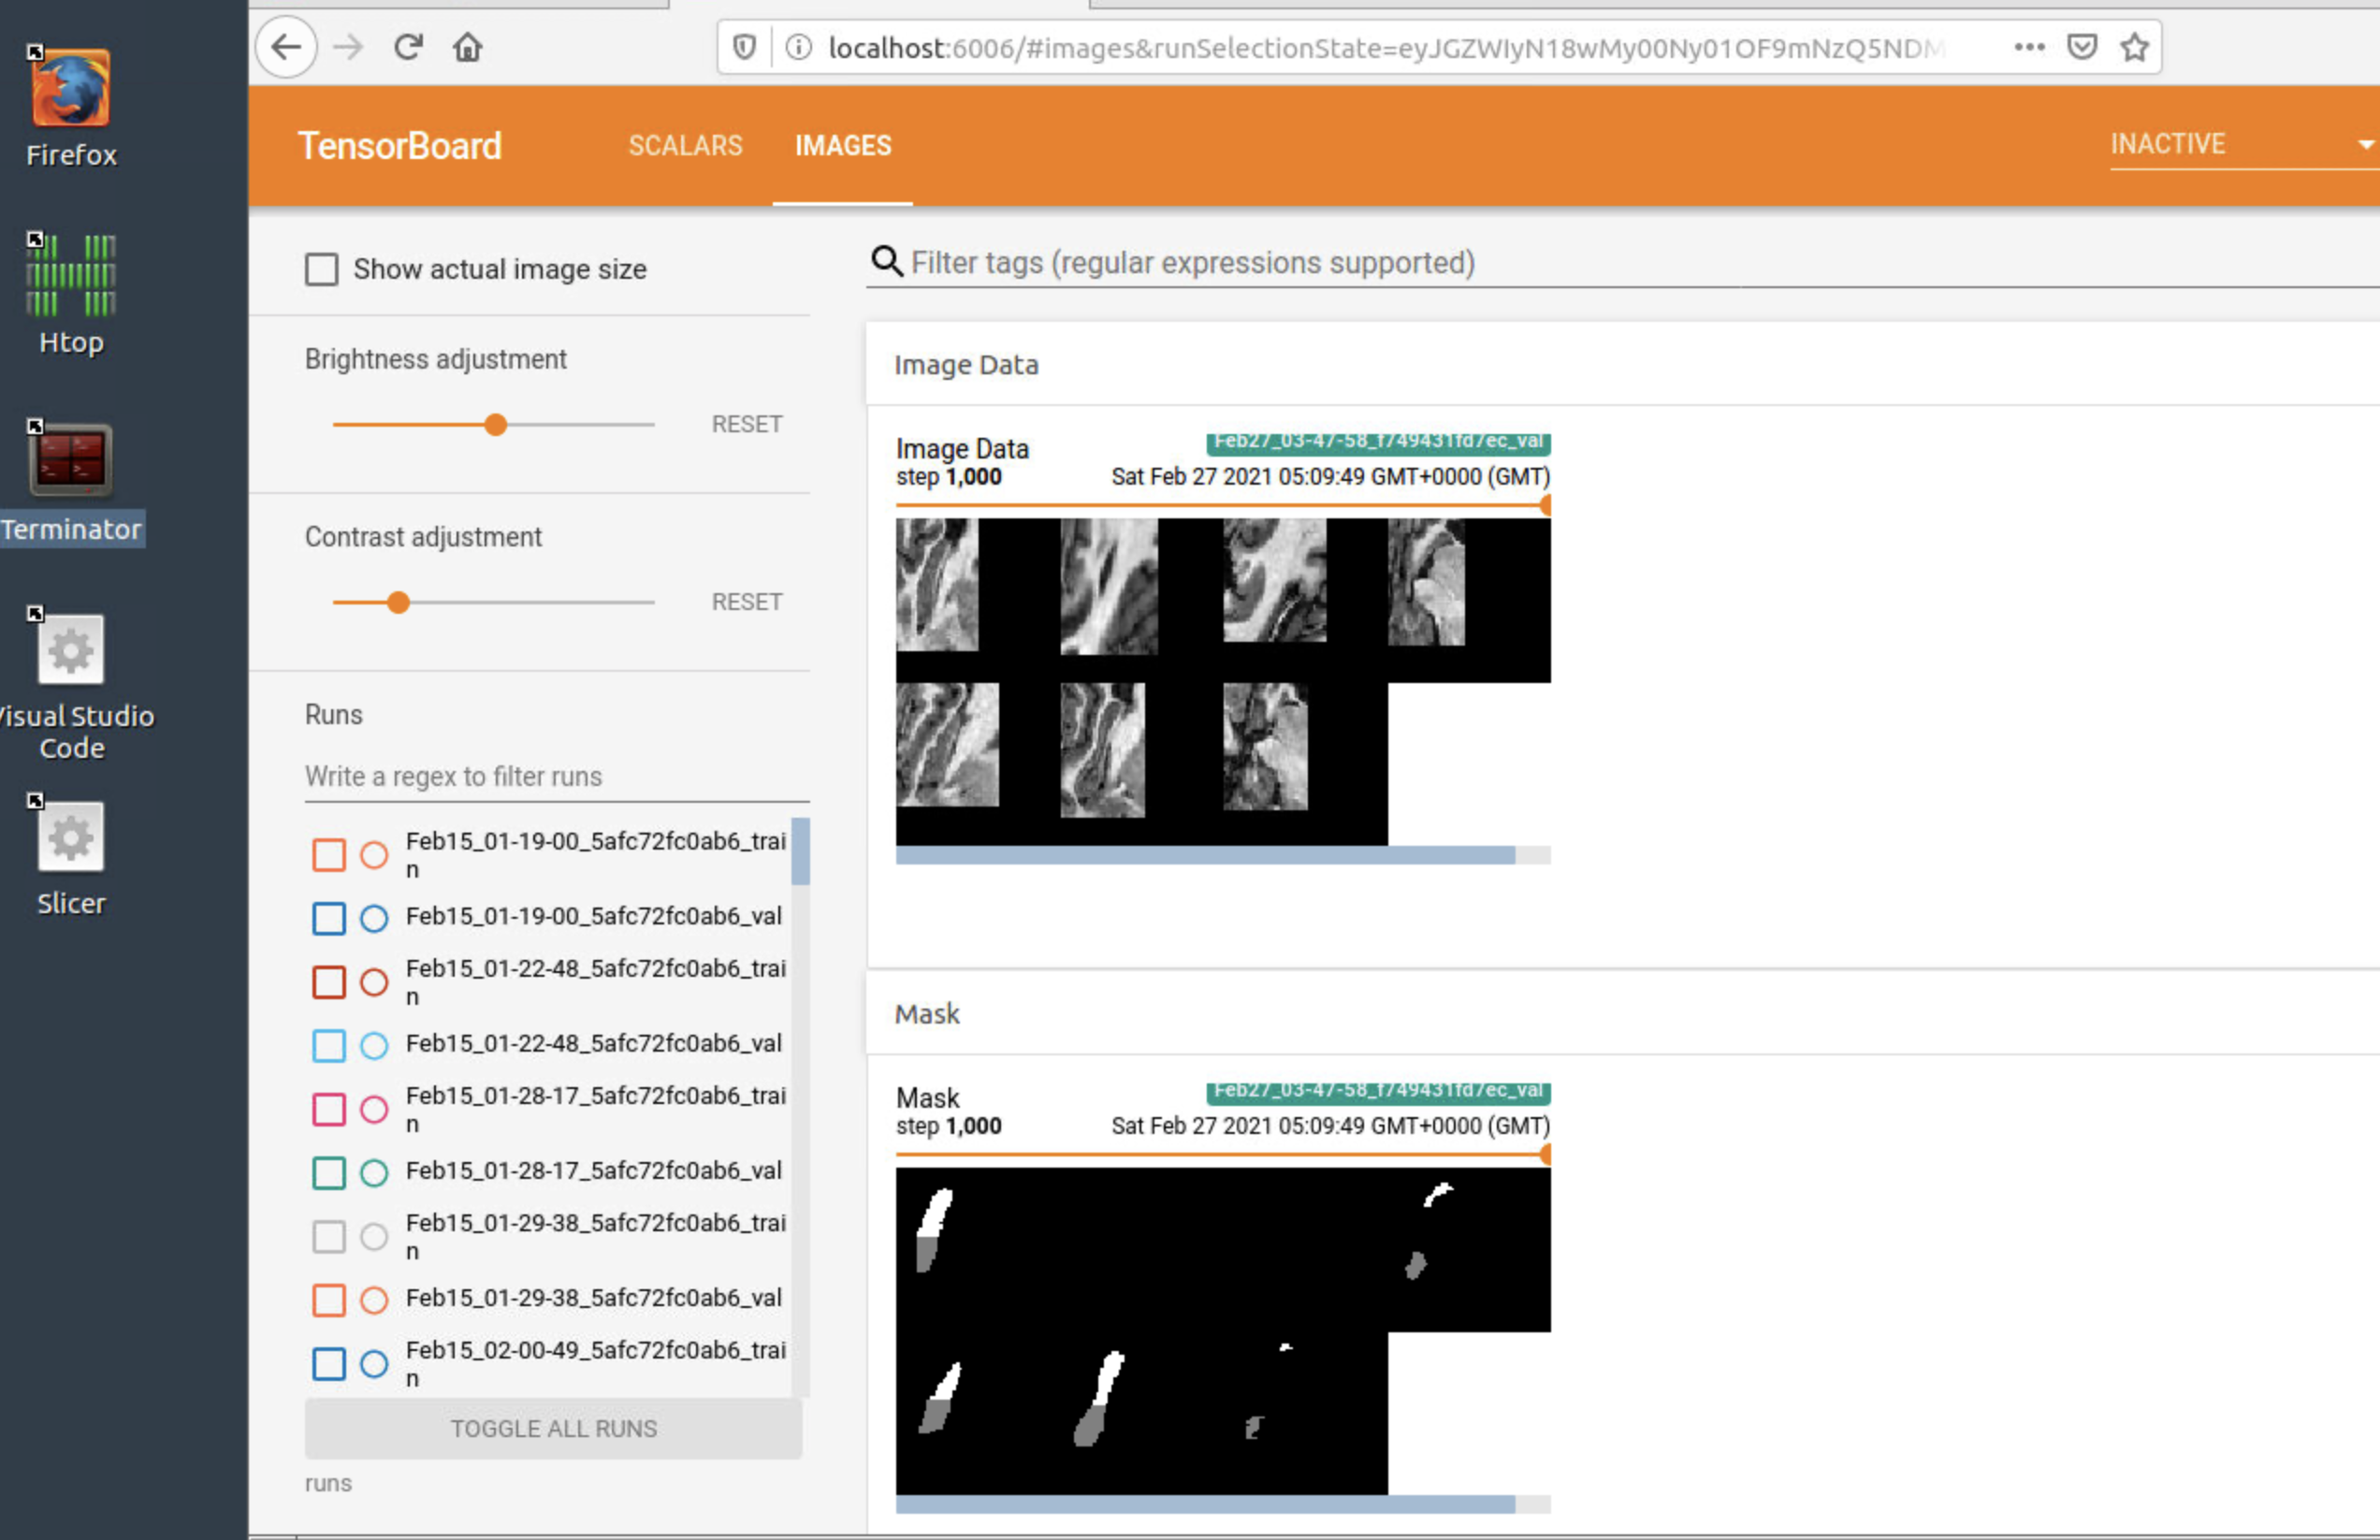 localhost:6006/#images&runSelectionState=eyJGZWIyN18wMy00Ny01OF9mNzQ5NDM
Firefox
Htop
Terminator
Visual Studio
Code
Slicer
TensorBoard
SCALARS
IMAGES
INACTIVE
Show actual image size
Brightness adjustment
RESET
Contrast adjustment
RESET
Runs
Write a regex to filter runs
Feb15_01-19-00_5afc72fc0ab6_trai
n
Feb15_01-19-00_5afc72fc0ab6_val
Feb15_01-22-48_5afc72fc0ab6_trai
n
Feb15_01-22-48_5afc72fc0ab6_val
Feb15_01-28-17_5afc72fc0ab6_trai
n
Feb15_01-28-17_5afc72fc0ab6_val
Feb15_01-29-38_5afc72fc0ab6_trai
n
Feb15_01-29-38_5afc72fc0ab6_val
Feb15_02-00-49_5afc72fc0ab6_trai
n
TOGGLE ALL RUNS
runs
Filter tags (regular expressions supported)
Image Data
Image Data
Feb27_03-47-58_f749431fd7ec_val
step 1,000
Sat Feb 27 2021 05:09:49 GMT+0000 (GMT)
Mask
Mask
Feb27_03-47-58_f749431fd7ec_val
step 1,000
Sat Feb 27 2021 05:09:49 GMT+0000 (GMT)